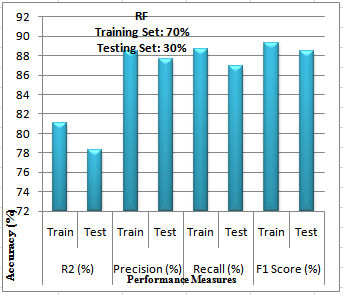 RF
Training Set: 70%
Testing Set: 30%
92
90
88
86
84
82
80
78
76
74
72
Train Test Train Test Train Test Train Test
R2 (%) Precision (%) Recall (%) F1 Score (%)
Accuracy (%)
Performance Measures